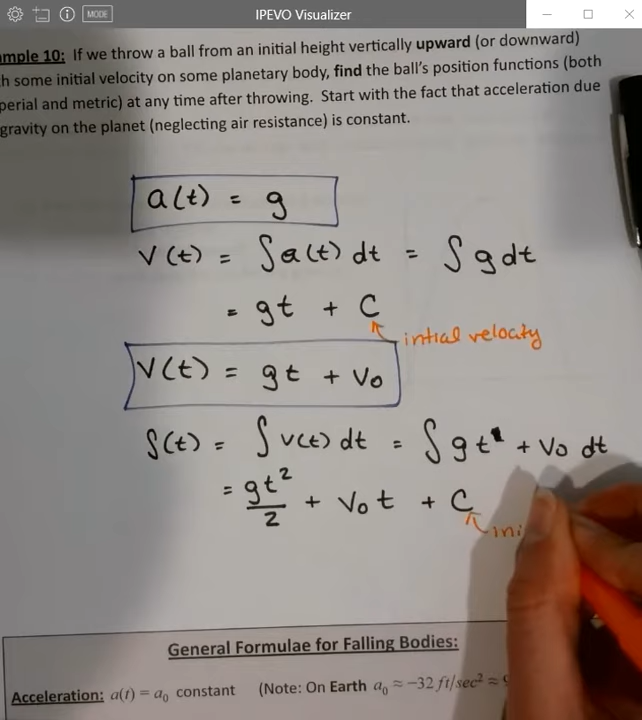 MODE IPEVO Visualizer
ample 10: If we throw a ball from an initial height vertically upward (or downward)
h some initial velocity on some planetary body, find the ball's position functions (both
perial and metric) at any time after throwing. Start with the fact that acceleration due
gravity on the planet (neglecting air resistance) is constant.
a(t) = g
V(t) = ∫a(t) dt = ∫ g dt
= gt + C
intial velocity
V(t) = gt + V₀
S(t) = ∫ v(t) dt = ∫ g t + V₀ dt
= gt²/2 + V₀ t + C
ini
General Formulae for Falling Bodies:
Acceleration: a(t) = a₀ constant (Note: On Earth a₀ ≈ −32 ft/sec² ≈